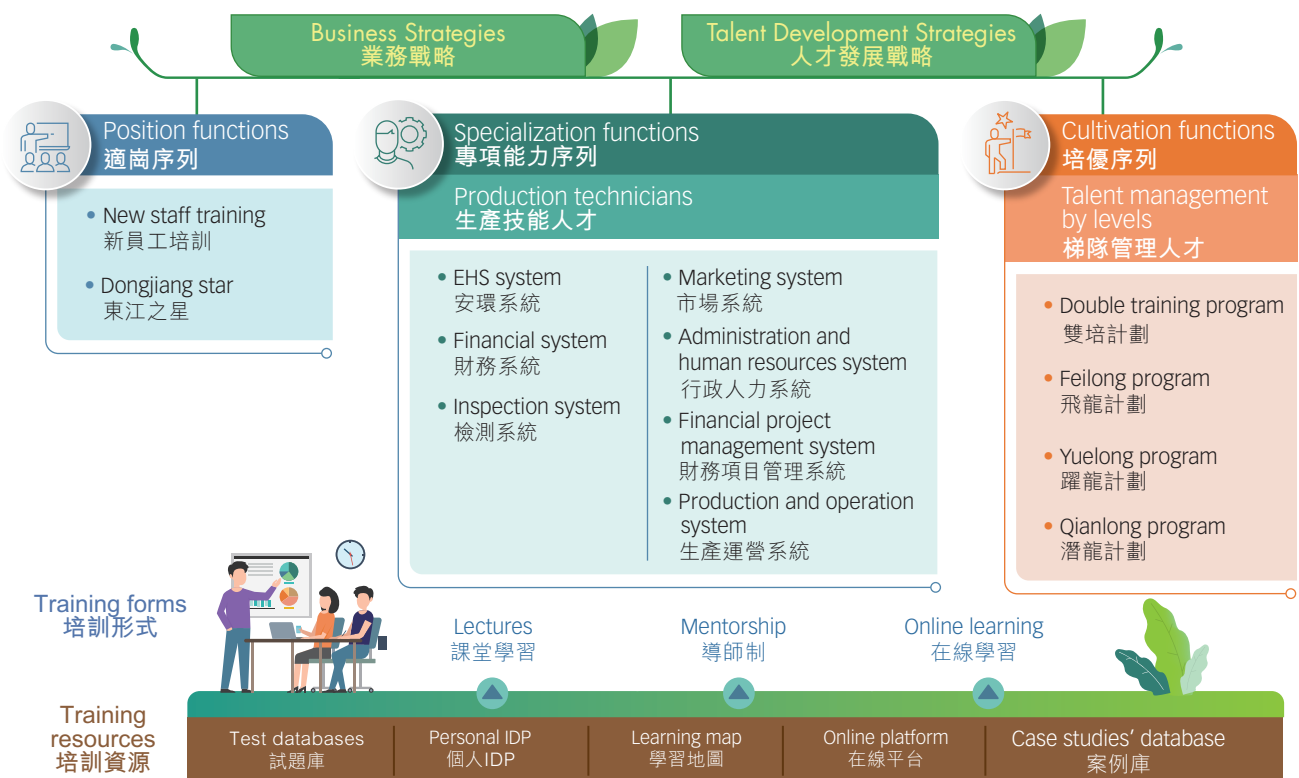 Business Strategies
業務戰略
Talent Development Strategies
人才發展戰略
Position functions
適崗序列
• New staff training
新員工培訓
• Dongjiang star
東江之星
Specialization functions
專項能力序列
Production technicians
生產技能人才
• EHS system
安環系統
• Financial system
財務系統
• Inspection system
檢測系統
• Marketing system
市場系統
• Administration and
human resources system
行政人力系統
• Financial project
management system
財務項目管理系統
• Production and operation
system
生產運營系統
Cultivation functions
培優序列
Talent management
by levels
梯隊管理人才
• Double training program
雙培計劃
• Feilong program
飛龍計劃
• Yuelong program
躍龍計劃
• Qianlong program
潛龍計劃
Training forms
培訓形式
Lectures
課堂學習
Mentorship
導師制
Online learning
在線學習
Training
resources
培訓資源
Test databases
試題庫
Personal IDP
個人IDP
Learning map
學習地圖
Online platform
在線平台
Case studies’ database
案例庫